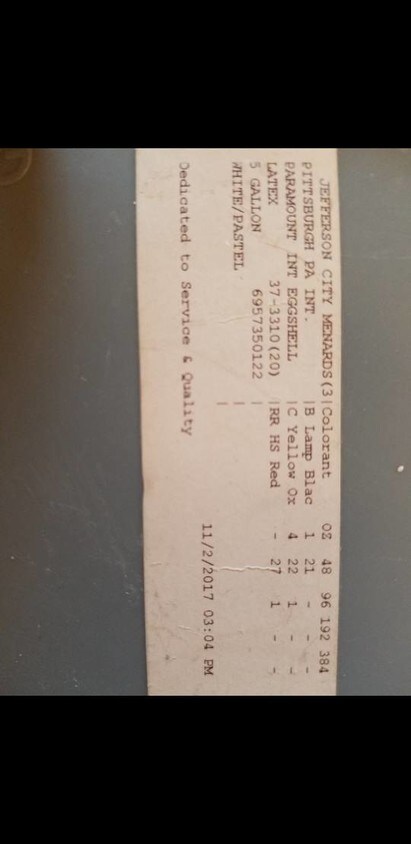 JEFFERSON CITY MENARDS(3|Colorant OZ 48 96 192 384
PITTSBURGH PA INT. |B Lamp Blac 1 21 - - -
PARAMOUNT INT EGGSHELL |C Yellow Ox 4 22 1 - -
LATEX 37-3310(20) |RR HS Red - 27 1 - -
5 GALLON 6957350122 |
WHITE/PASTEL |
11/2/2017 03:04 PM
Dedicated to Service & Quality